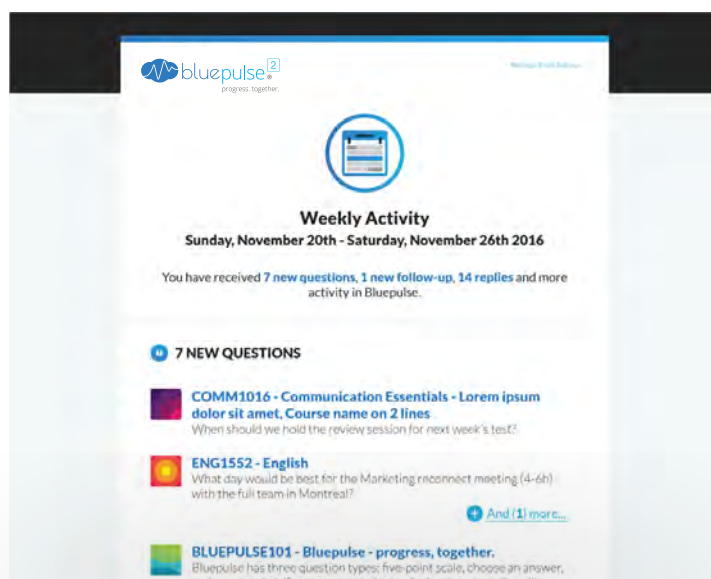 bluepulse® 2
progress. together.
Weekly Activity
Sunday, November 20th - Saturday, November 26th 2016
You have received 7 new questions, 1 new follow-up, 14 replies and more
activity in Bluepulse.
7 NEW QUESTIONS
COMM1016 - Communication Essentials - Lorem ipsum
dolor sit amet, Course name on 2 lines
When should we hold the review session for next week's test?
ENG1552 - English
What day would be best for the Marketing reconnect meeting (4-6h)
with the full team in Montreal?
And (1) more...
BLUEPULSE101 - Bluepulse - progress, together.
Bluepulse has three question types: five-point scale, choose an answer,